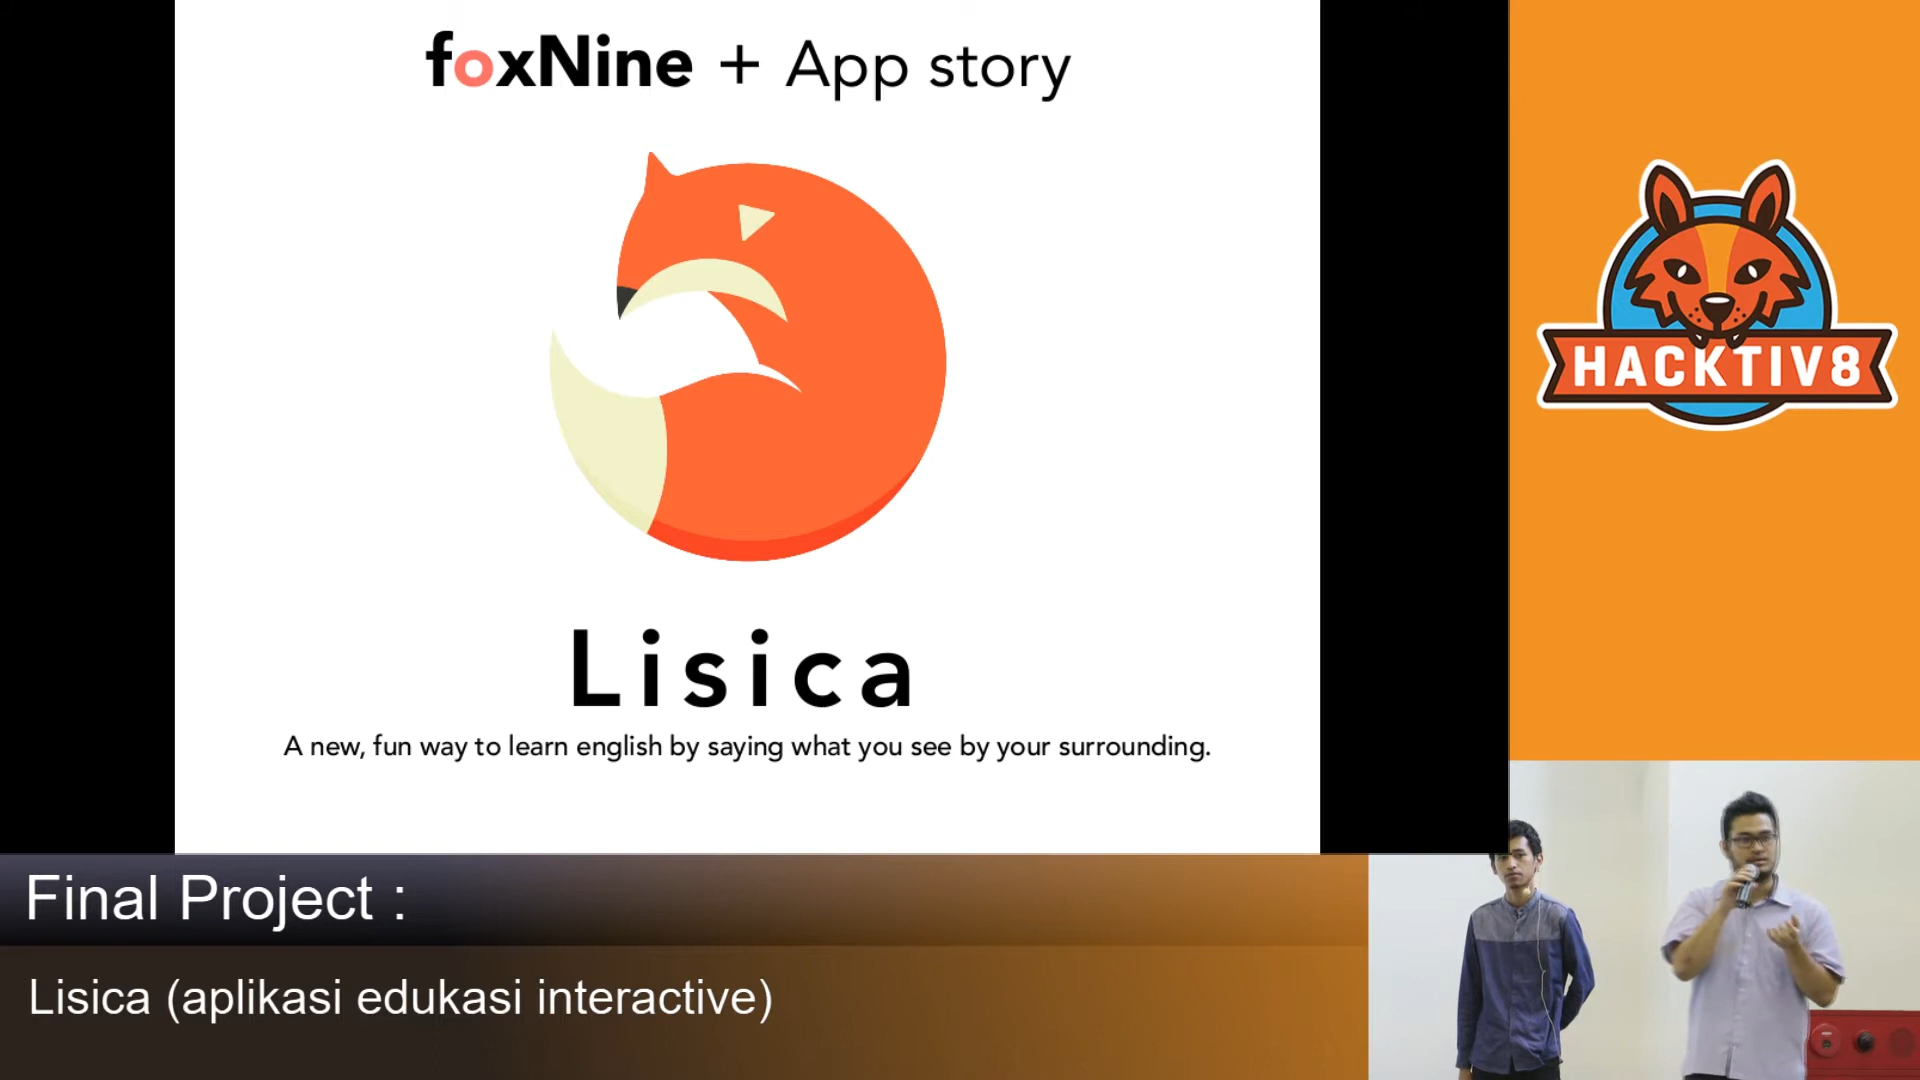 foxNine + App story
Lisica
A new, fun way to learn english by saying what you see by your surrounding.
HACKTIV8
Final Project :
Lisica (aplikasi edukasi interactive)